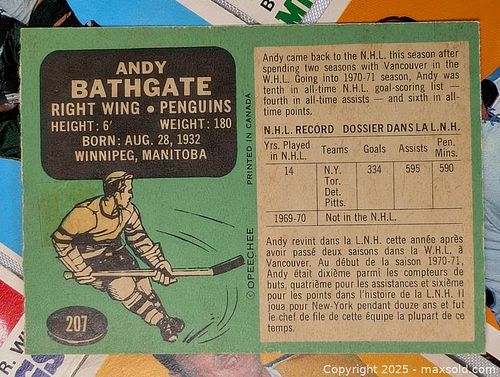 ANDY
BATHGATE
RIGHT WING • PENGUINS
HEIGHT: 6' WEIGHT: 180
BORN: AUG. 28, 1932
WINNIPEG, MANITOBA
207
PRINTED IN CANADA
©OPEECHEE
Andy came back to the N.H.L. this season after
spending two seasons with Vancouver in the
W.H.L. Going into 1970-71 season, Andy was
tenth in all-time N.H.L. goal-scoring list —
fourth in all-time assists — and sixth in all-
time points.
N.H.L. RECORD DOSSIER DANS LA L.N.H.
Yrs. Played in N.H.L. Teams Goals Assists Pen. Mins.
14 N.Y. 334 595 590
Tor.
Det.
Pitts.
1969-70 Not in the N.H.L.
Andy revint dans la L.N.H. cette année après
avoir passé deux saisons dans la W.H.L. à
Vancouver. Au début de la saison 1970-71,
Andy était dixième parmi les compteurs de
buts, quatrième pour les assistances et sixième
pour les points dans l'histoire de la L.N.H. Il
joua pour New-York pendant douze ans et fut
le chef de file de cette équipe la plupart de ce
temps.
Copyright 2025 - maxsold.com